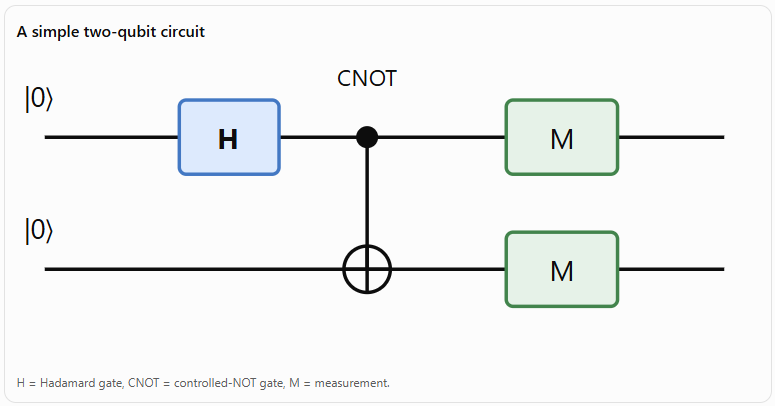 A simple two-qubit circuit
CNOT
|0⟩
H
M
|0⟩
M
H = Hadamard gate, CNOT = controlled-NOT gate, M = measurement.